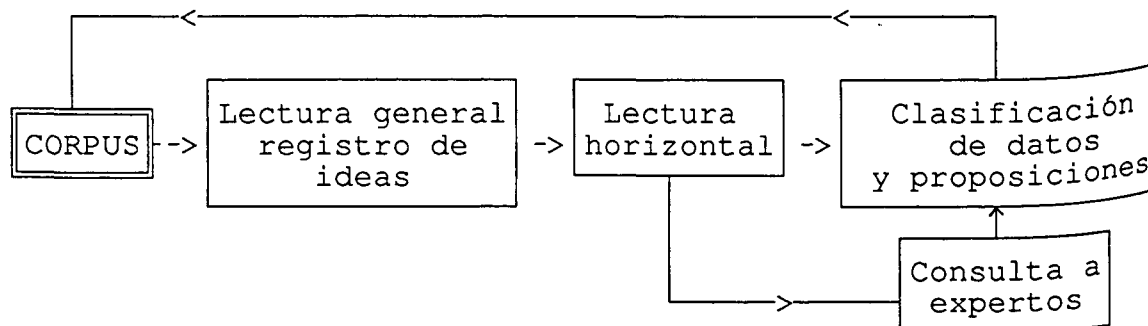 CORPUS
Lectura general
registro de
ideas
Lectura
horizontal
Clasificación
de datos
y proposiciones
Consulta a
expertos